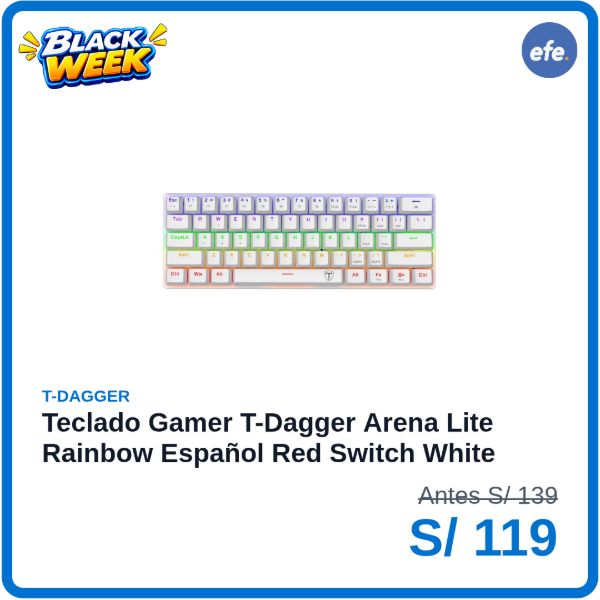 BLACK
WEEK
efe.
T-DAGGER
Teclado Gamer T-Dagger Arena Lite
Rainbow Español Red Switch White
Antes S/ 139
S/ 119